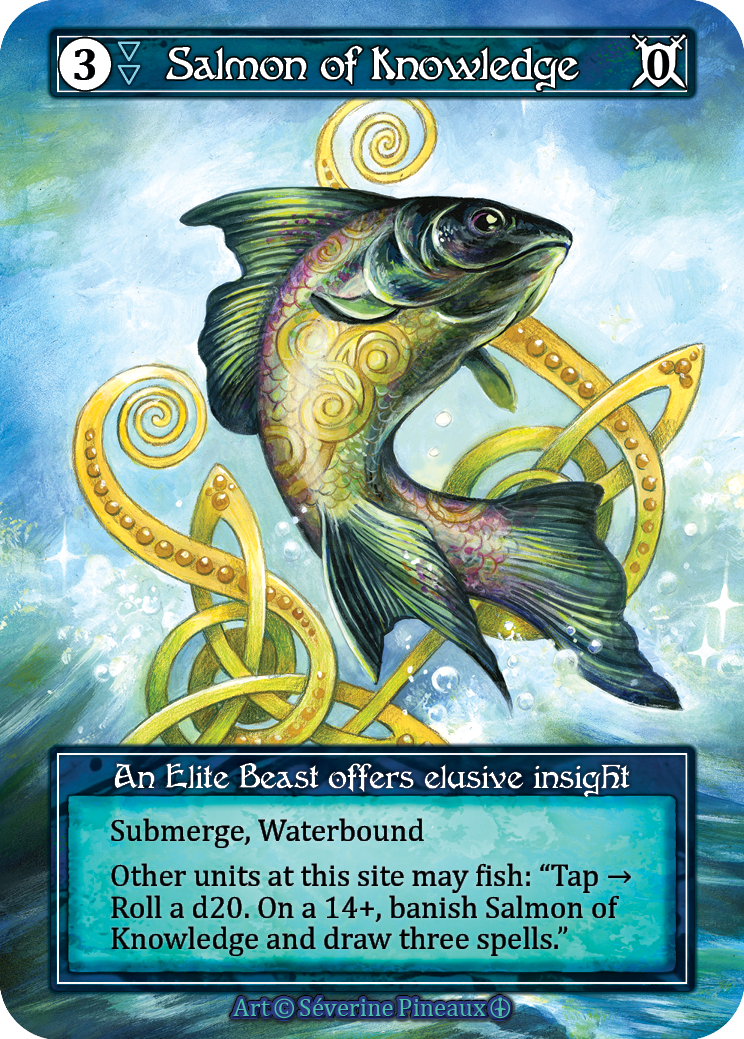 3 Salmon of Knowledge 0
An Elite Beast offers elusive insight
Submerge, Waterbound
Other units at this site may fish: “Tap →
Roll a d20. On a 14+, banish Salmon of
Knowledge and draw three spells.”
Art © Séverine Pineaux